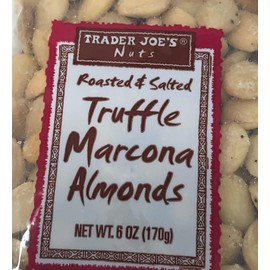 TRADER JOE'S®
Nuts
Roasted & Salted
Truffle
Marcona
Almonds
NET WT. 6 OZ (170g)